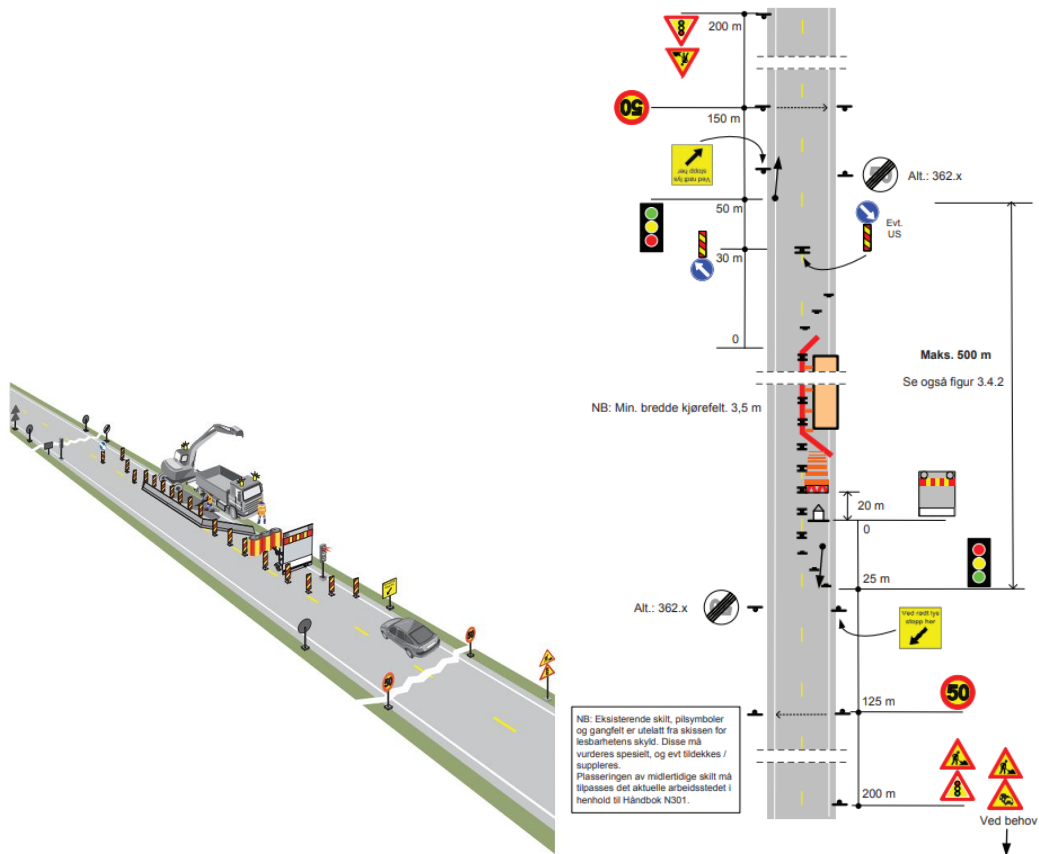 200 m
50
150 m
Ved rødt lys
stopp her
50 m
Alt.: 362.x
Evt.
US
30 m
0
Maks. 500 m
Se også figur 3.4.2
NB: Min. bredde kjørefelt. 3,5 m
20 m
0
25 m
Alt.: 362.x
Ved rødt lys
stopp her
50
125 m
NB: Eksisterende skilt, pilsymboler
og gangfelt er utelatt fra skissen for
lesbarhetens skyld. Disse må
vurderes spesielt, og evt tildekkes /
suppleres.
Plasseringen av midlertidige skilt må
tilpasses det aktuelle arbeidsstedet i
henhold til Håndbok N301.
200 m
Ved behov
50
50